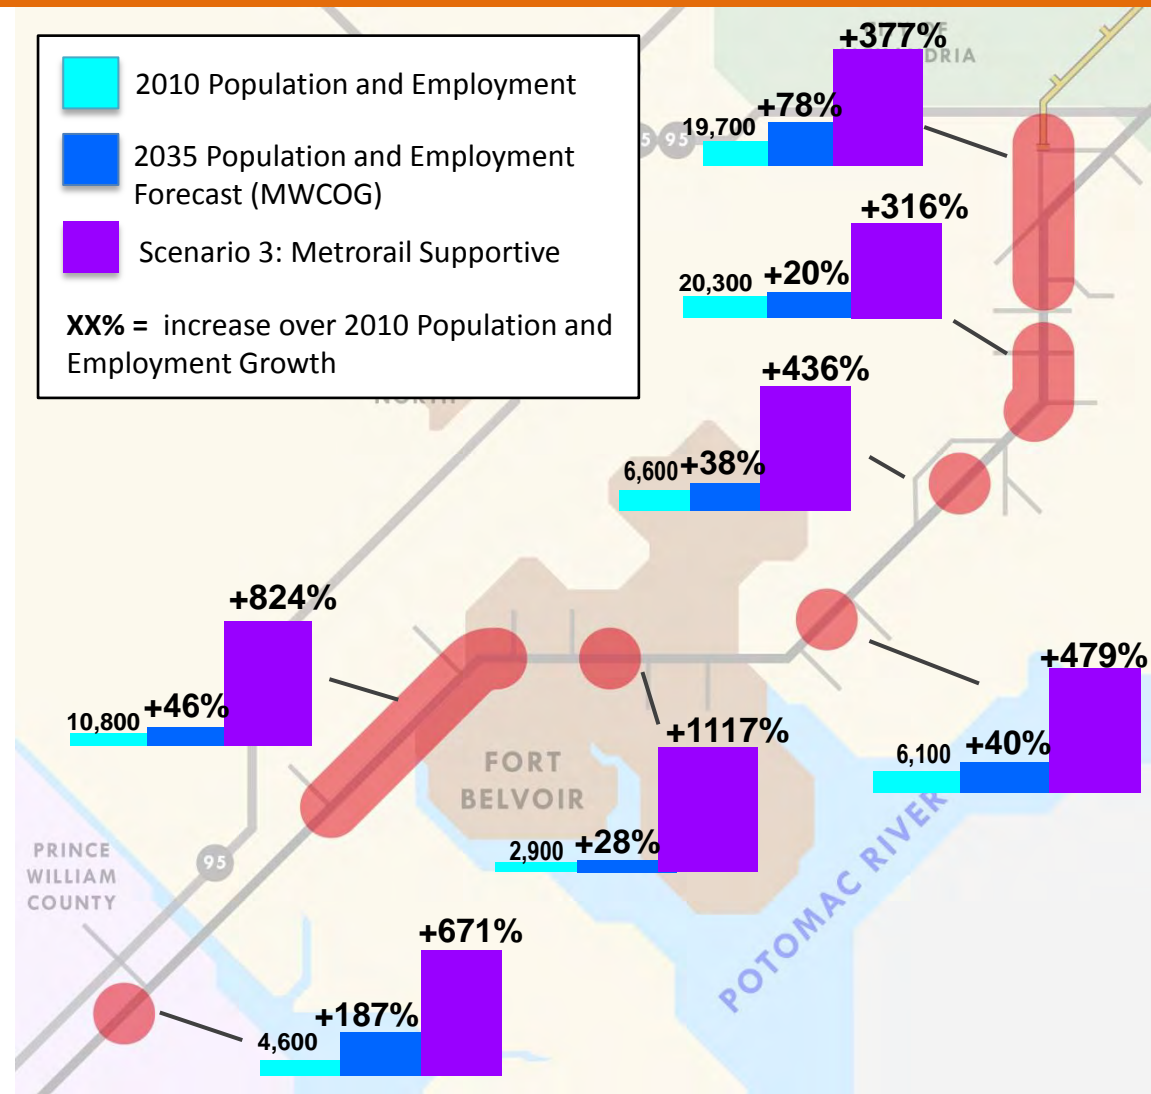 2010 Population and Employment
2035 Population and Employment
Forecast (MWCOG)
Scenario 3: Metrorail Supportive
XX% = increase over 2010 Population and
Employment Growth
+377%
DRIA
+78%
19,700
95
+316%
+20%
20,300
+436%
+38%
6,600
+824%
+46%
10,800
+479%
+40%
6,100
+1117%
+28%
2,900
FORT
BELVOIR
POTOMAC RIVER
PRINCE
WILLIAM
COUNTY
95
+671%
+187%
4,600